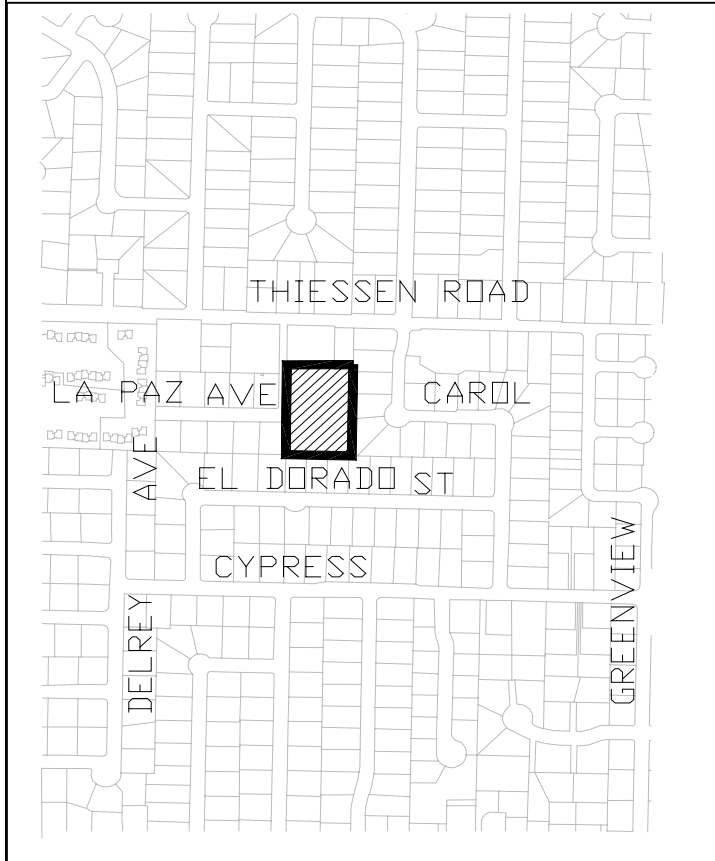 THIESSEN ROAD
LA PAZ AVE
CAROL
AVE
EL DORADO ST
CYPRESS
DELREY
GREENVIEW